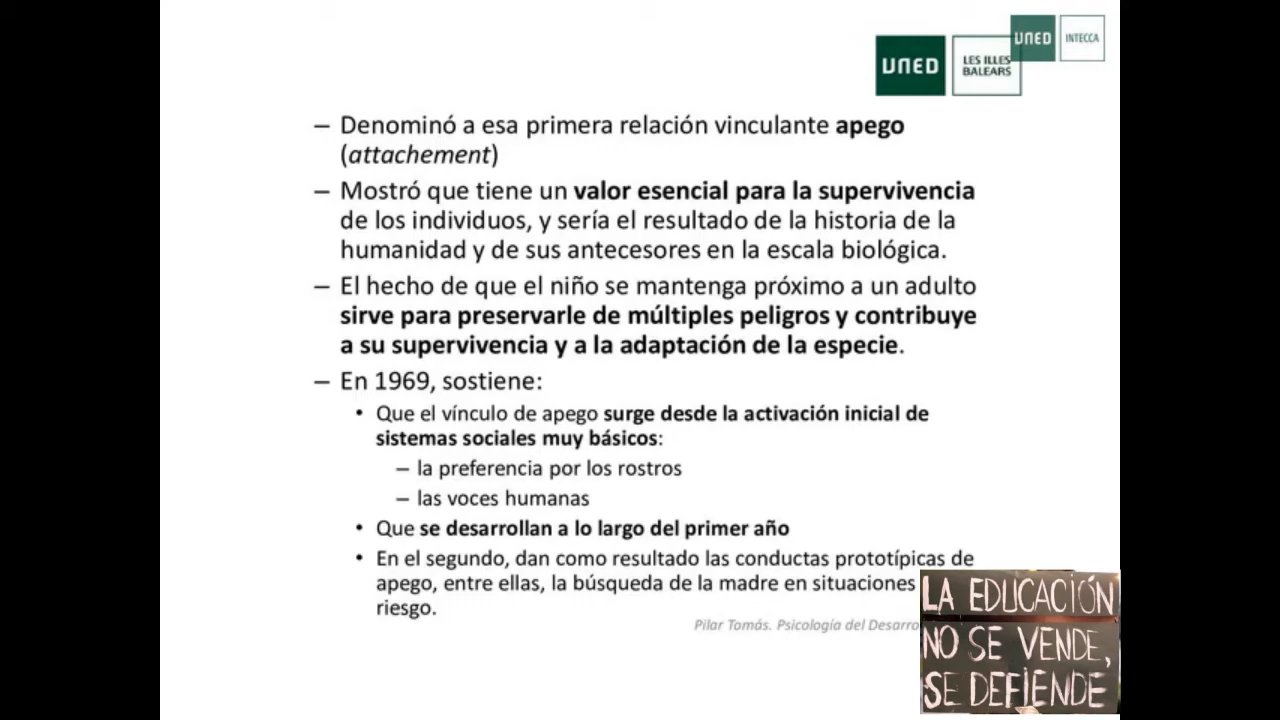 UNED
INTECCA
UNED
LES ILLES
BALEARS
– Denominó a esa primera relación vinculante apego
(attachement)
– Mostró que tiene un valor esencial para la supervivencia
de los individuos, y sería el resultado de la historia de la
humanidad y de sus antecesores en la escala biológica.
– El hecho de que el niño se mantenga próximo a un adulto
sirve para preservarle de múltiples peligros y contribuye
a su supervivencia y a la adaptación de la especie.
– En 1969, sostiene:
• Que el vínculo de apego surge desde la activación inicial de
sistemas sociales muy básicos:
– la preferencia por los rostros
– las voces humanas
• Que se desarrollan a lo largo del primer año
• En el segundo, dan como resultado las conductas prototípicas de
apego, entre ellas, la búsqueda de la madre en situaciones
riesgo.
Pilar Tomás. Psicología del
LA EDUCACIÓN
NO SE VENDE,
SE DEFIENDE